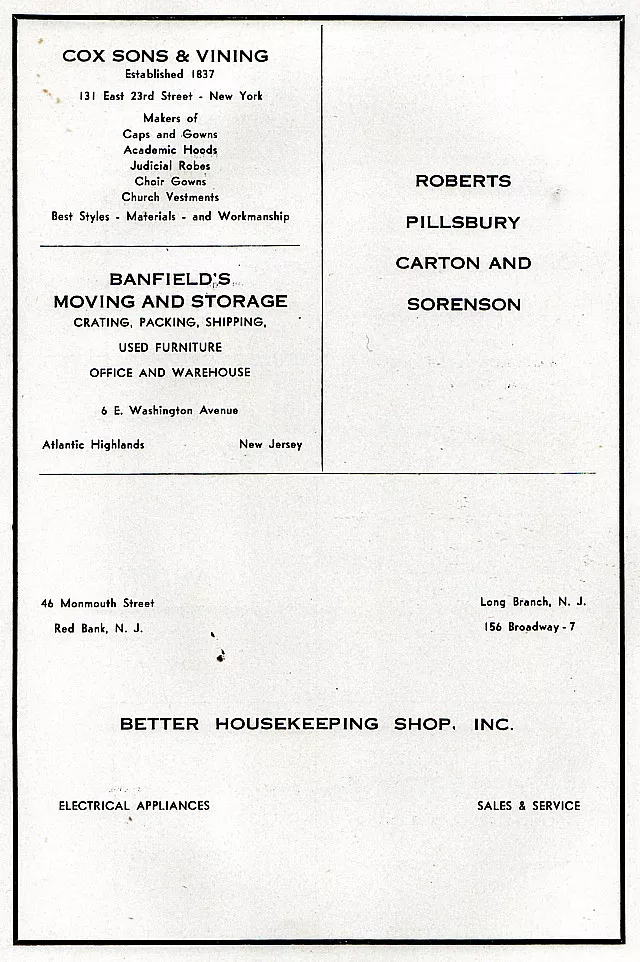 COX SONS & VINING
Established 1837
131 East 23rd Street - New York
Makers of
Caps and Gowns
Academic Hoods
Judicial Robes
Choir Gowns
Church Vestments
Best Styles - Materials - and Workmanship
BANFIELD'S
MOVING AND STORAGE
CRATING, PACKING, SHIPPING,
USED FURNITURE
OFFICE AND WAREHOUSE
6 E. Washington Avenue
Atlantic Highlands New Jersey
ROBERTS
PILLSBURY
CARTON AND
SORENSON
46 Monmouth Street
Red Bank, N. J.
Long Branch, N. J.
156 Broadway - 7
BETTER HOUSEKEEPING SHOP, INC.
ELECTRICAL APPLIANCES
SALES & SERVICE